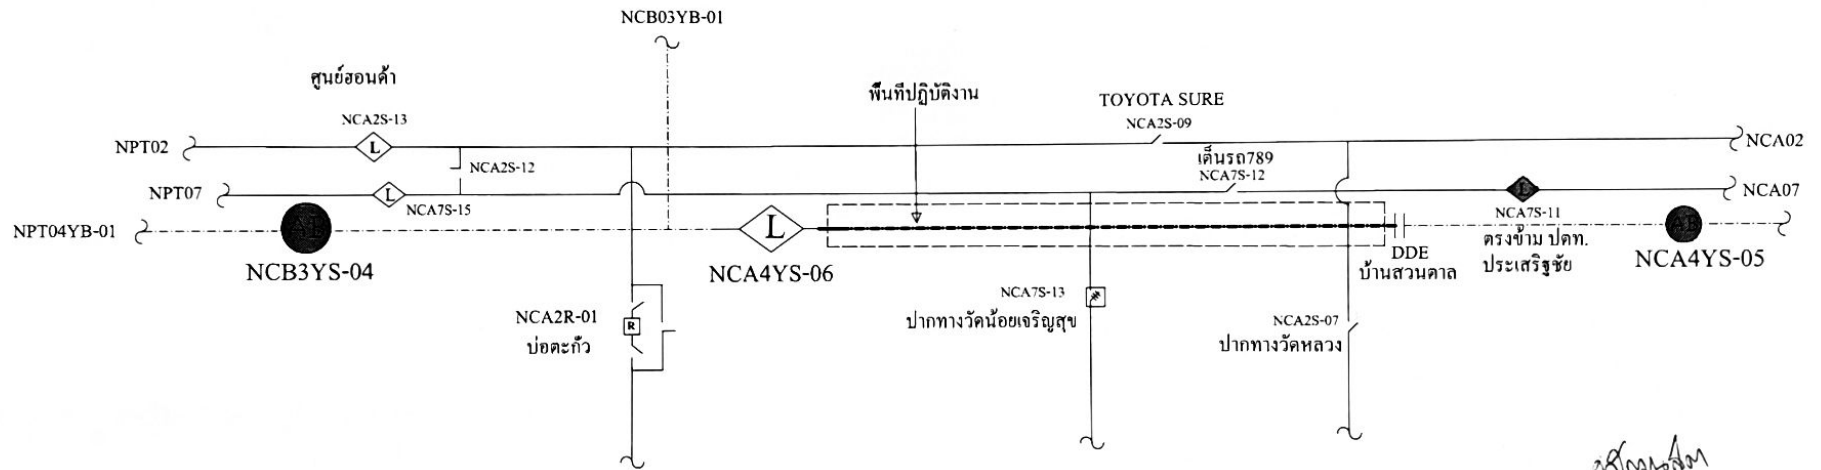 NCB03YB-01
ศูนย์ฮอนด้า
พื้นที่ปฏิบัติงาน
TOYOTA SURE
NCA2S-13
NCA2S-09
NPT02
L
NCA02
NCA2S-12
เต็นรถ789
NCA7S-12
NPT07
NCA7S-15
L
NCA07
NCA7S-11
NPT04YB-01
AB
L
AB
ตรงข้าม ปตท.
ประเสริฐชัย
NCB3YS-04
NCA4YS-06
DDE
บ้านสวนตาล
NCA4YS-05
NCA7S-13
ปากทางวัดน้อยเจริญสุข
NCA2R-01
R
บ่อตะกั่ว
NCA2S-07
ปากทางวัดหลวง